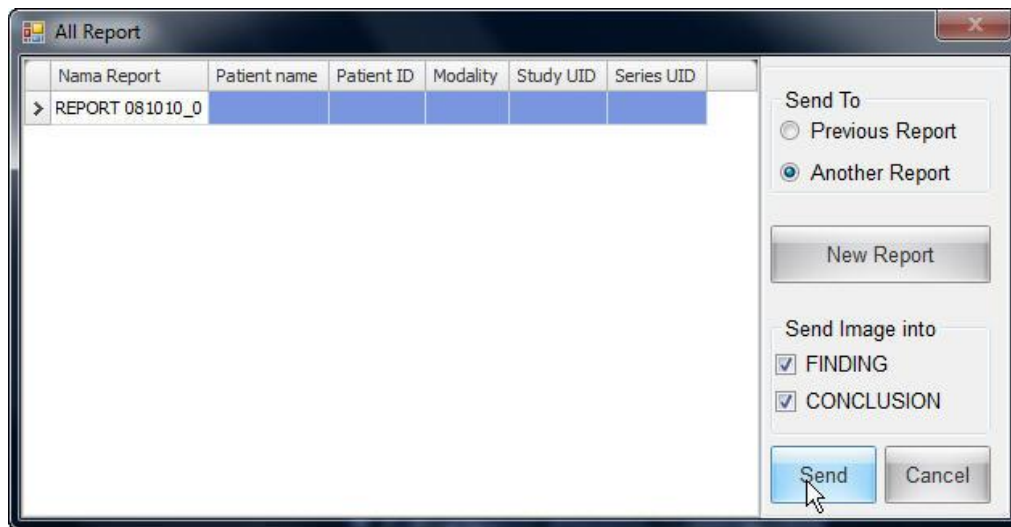 All Report
Nama Report Patient name Patient ID Modality Study UID Series UID
REPORT 081010_0
Send To
Previous Report
Another Report
New Report
Send Image into
FINDING
CONCLUSION
Send Cancel